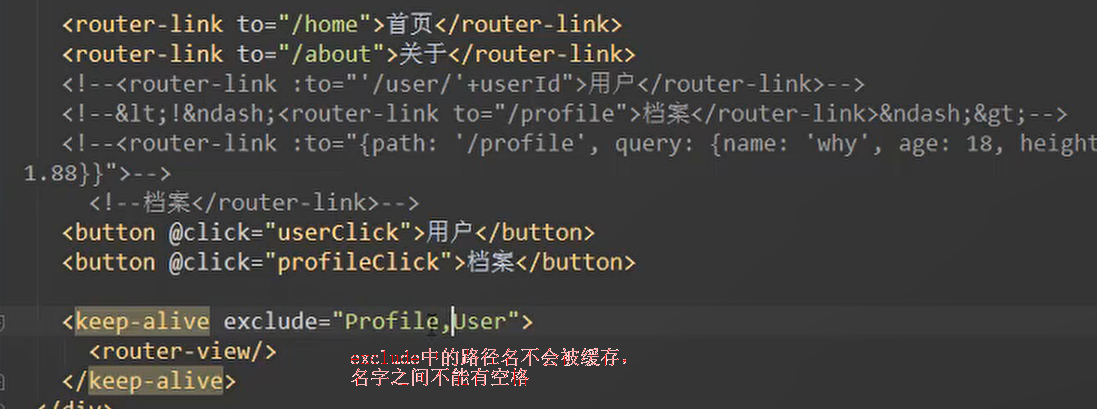 <router-link to="/home">首页</router-link>
<router-link to="/about">关于</router-link>
<!--<router-link :to="'/user/'+userId">用户</router-link>-->
<!--&lt;!&ndash;<router-link to="/profile">档案</router-link>&ndash;&gt;-->
<!--<router-link :to="{path: '/profile', query: {name: 'why', age: 18, height
1.88}}">-->
<!--档案</router-link>-->
<button @click="userClick">用户</button>
<button @click="profileClick">档案</button>
<keep-alive exclude="Profile,User">
<router-view/>
exclude中的路径名不会被缓存，
</keep-alive>
名字之间不能有空格
</div>